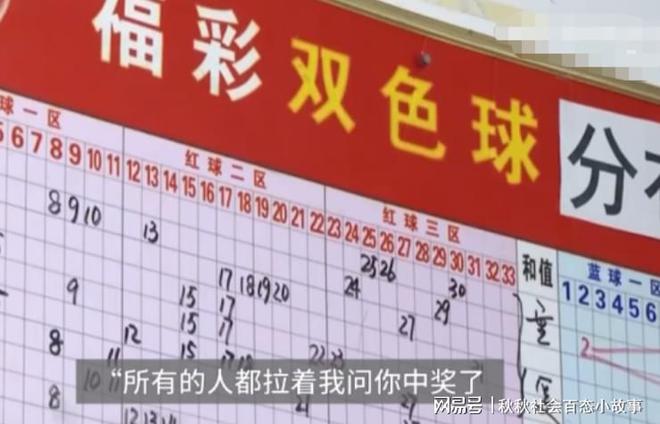 福彩双色球分布
红球一区 红球二区 红球三区 和值 蓝球一区
6 7 8 9 10 11 12 13 14 15 16 17 18 19 20 21 22 23 24 25 26 27 28 29 30 31 32 33
1 2 3 4 5 6
8 9 10 13
25 26 30
17 18 19 20 24
9 15 17 29
15 17 27
8 12 15 17 18 22 23
“所有的人都拉着我问你中奖了
网易号 | 秋秋社会百态小故事